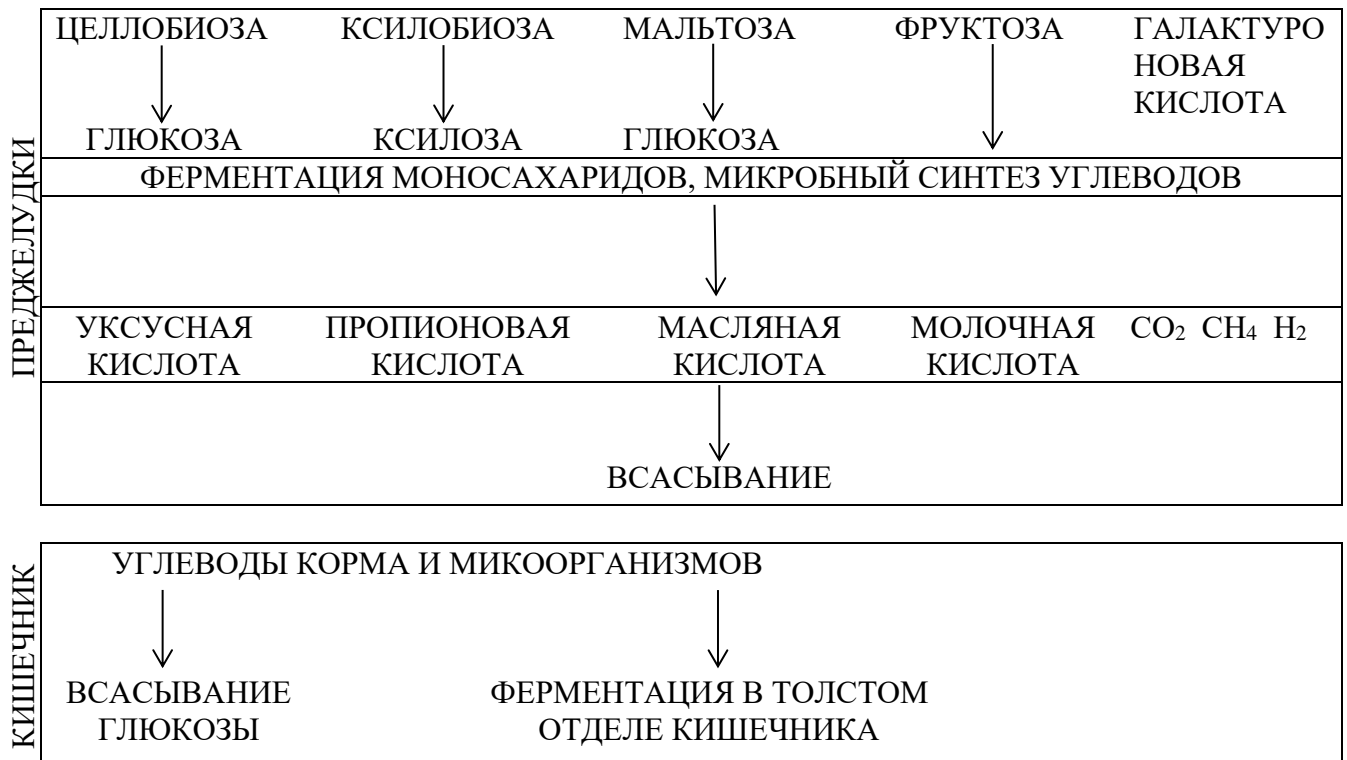 ЦЕЛЛОБИОЗА КСИЛОБИОЗА МАЛЬТОЗА ФРУКТОЗА ГАЛАКТУРО
НОВАЯ
КИСЛОТА
ГЛЮКОЗА КСИЛОЗА ГЛЮКОЗА
ПРЕДЖЕЛУДКИ
ФЕРМЕНТАЦИЯ МОНОСАХАРИДОВ, МИКРОБНЫЙ СИНТЕЗ УГЛЕВОДОВ
УКСУСНАЯ ПРОПИОНОВАЯ МАСЛЯНАЯ МОЛОЧНАЯ CO₂ CH₄ H₂
КИСЛОТА КИСЛОТА КИСЛОТА КИСЛОТА
ВСАСЫВАНИЕ
КИШЕЧНИК
УГЛЕВОДЫ КОРМА И МИКООРГАНИЗМОВ
ВСАСЫВАНИЕ ФЕРМЕНТАЦИЯ В ТОЛСТОМ
ГЛЮКОЗЫ ОТДЕЛЕ КИШЕЧНИКА